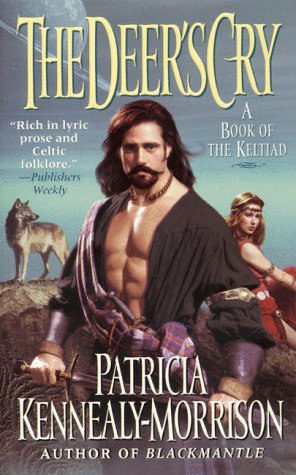 THE DEER'S CRY
A
BOOK OF
THE KELTIAD
"Rich in lyric
prose and
Celtic
folklore."
—Publishers
Weekly
PATRICIA
KENNEALY-MORRISON
AUTHOR OF BLACKMANTLE